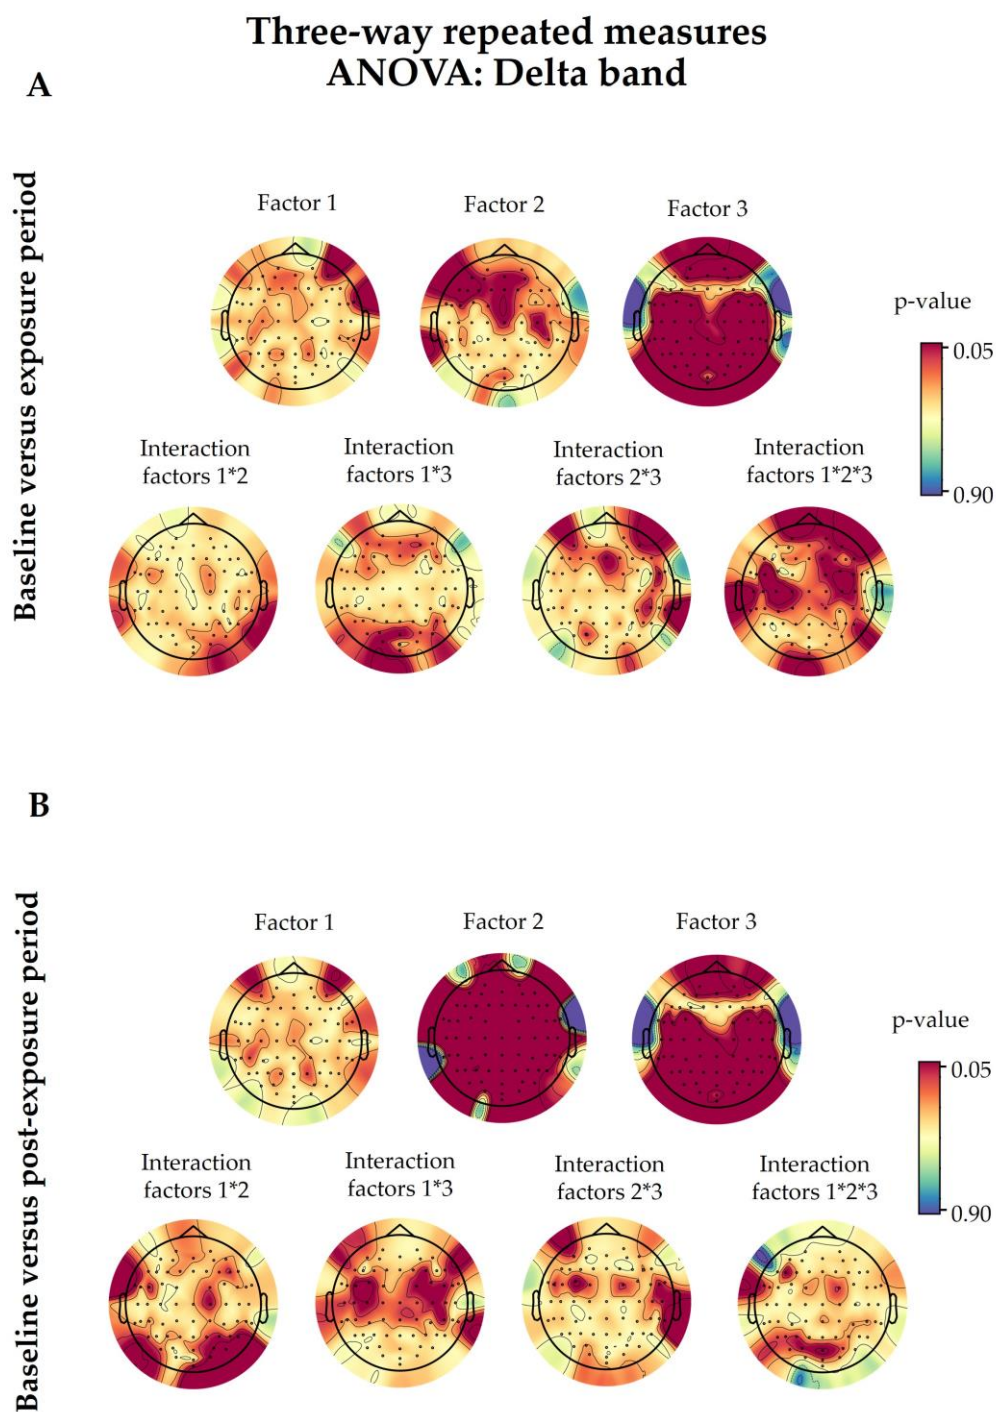 Three-way repeated measures
ANOVA: Delta band
A
Baseline versus exposure period
Factor 1
Factor 2
Factor 3
p-value
0.05
0.90
Interaction
factors 1*2
Interaction
factors 1*3
Interaction
factors 2*3
Interaction
factors 1*2*3
B
Baseline versus post-exposure period
Factor 1
Factor 2
Factor 3
p-value
0.05
0.90
Interaction
factors 1*2
Interaction
factors 1*3
Interaction
factors 2*3
Interaction
factors 1*2*3